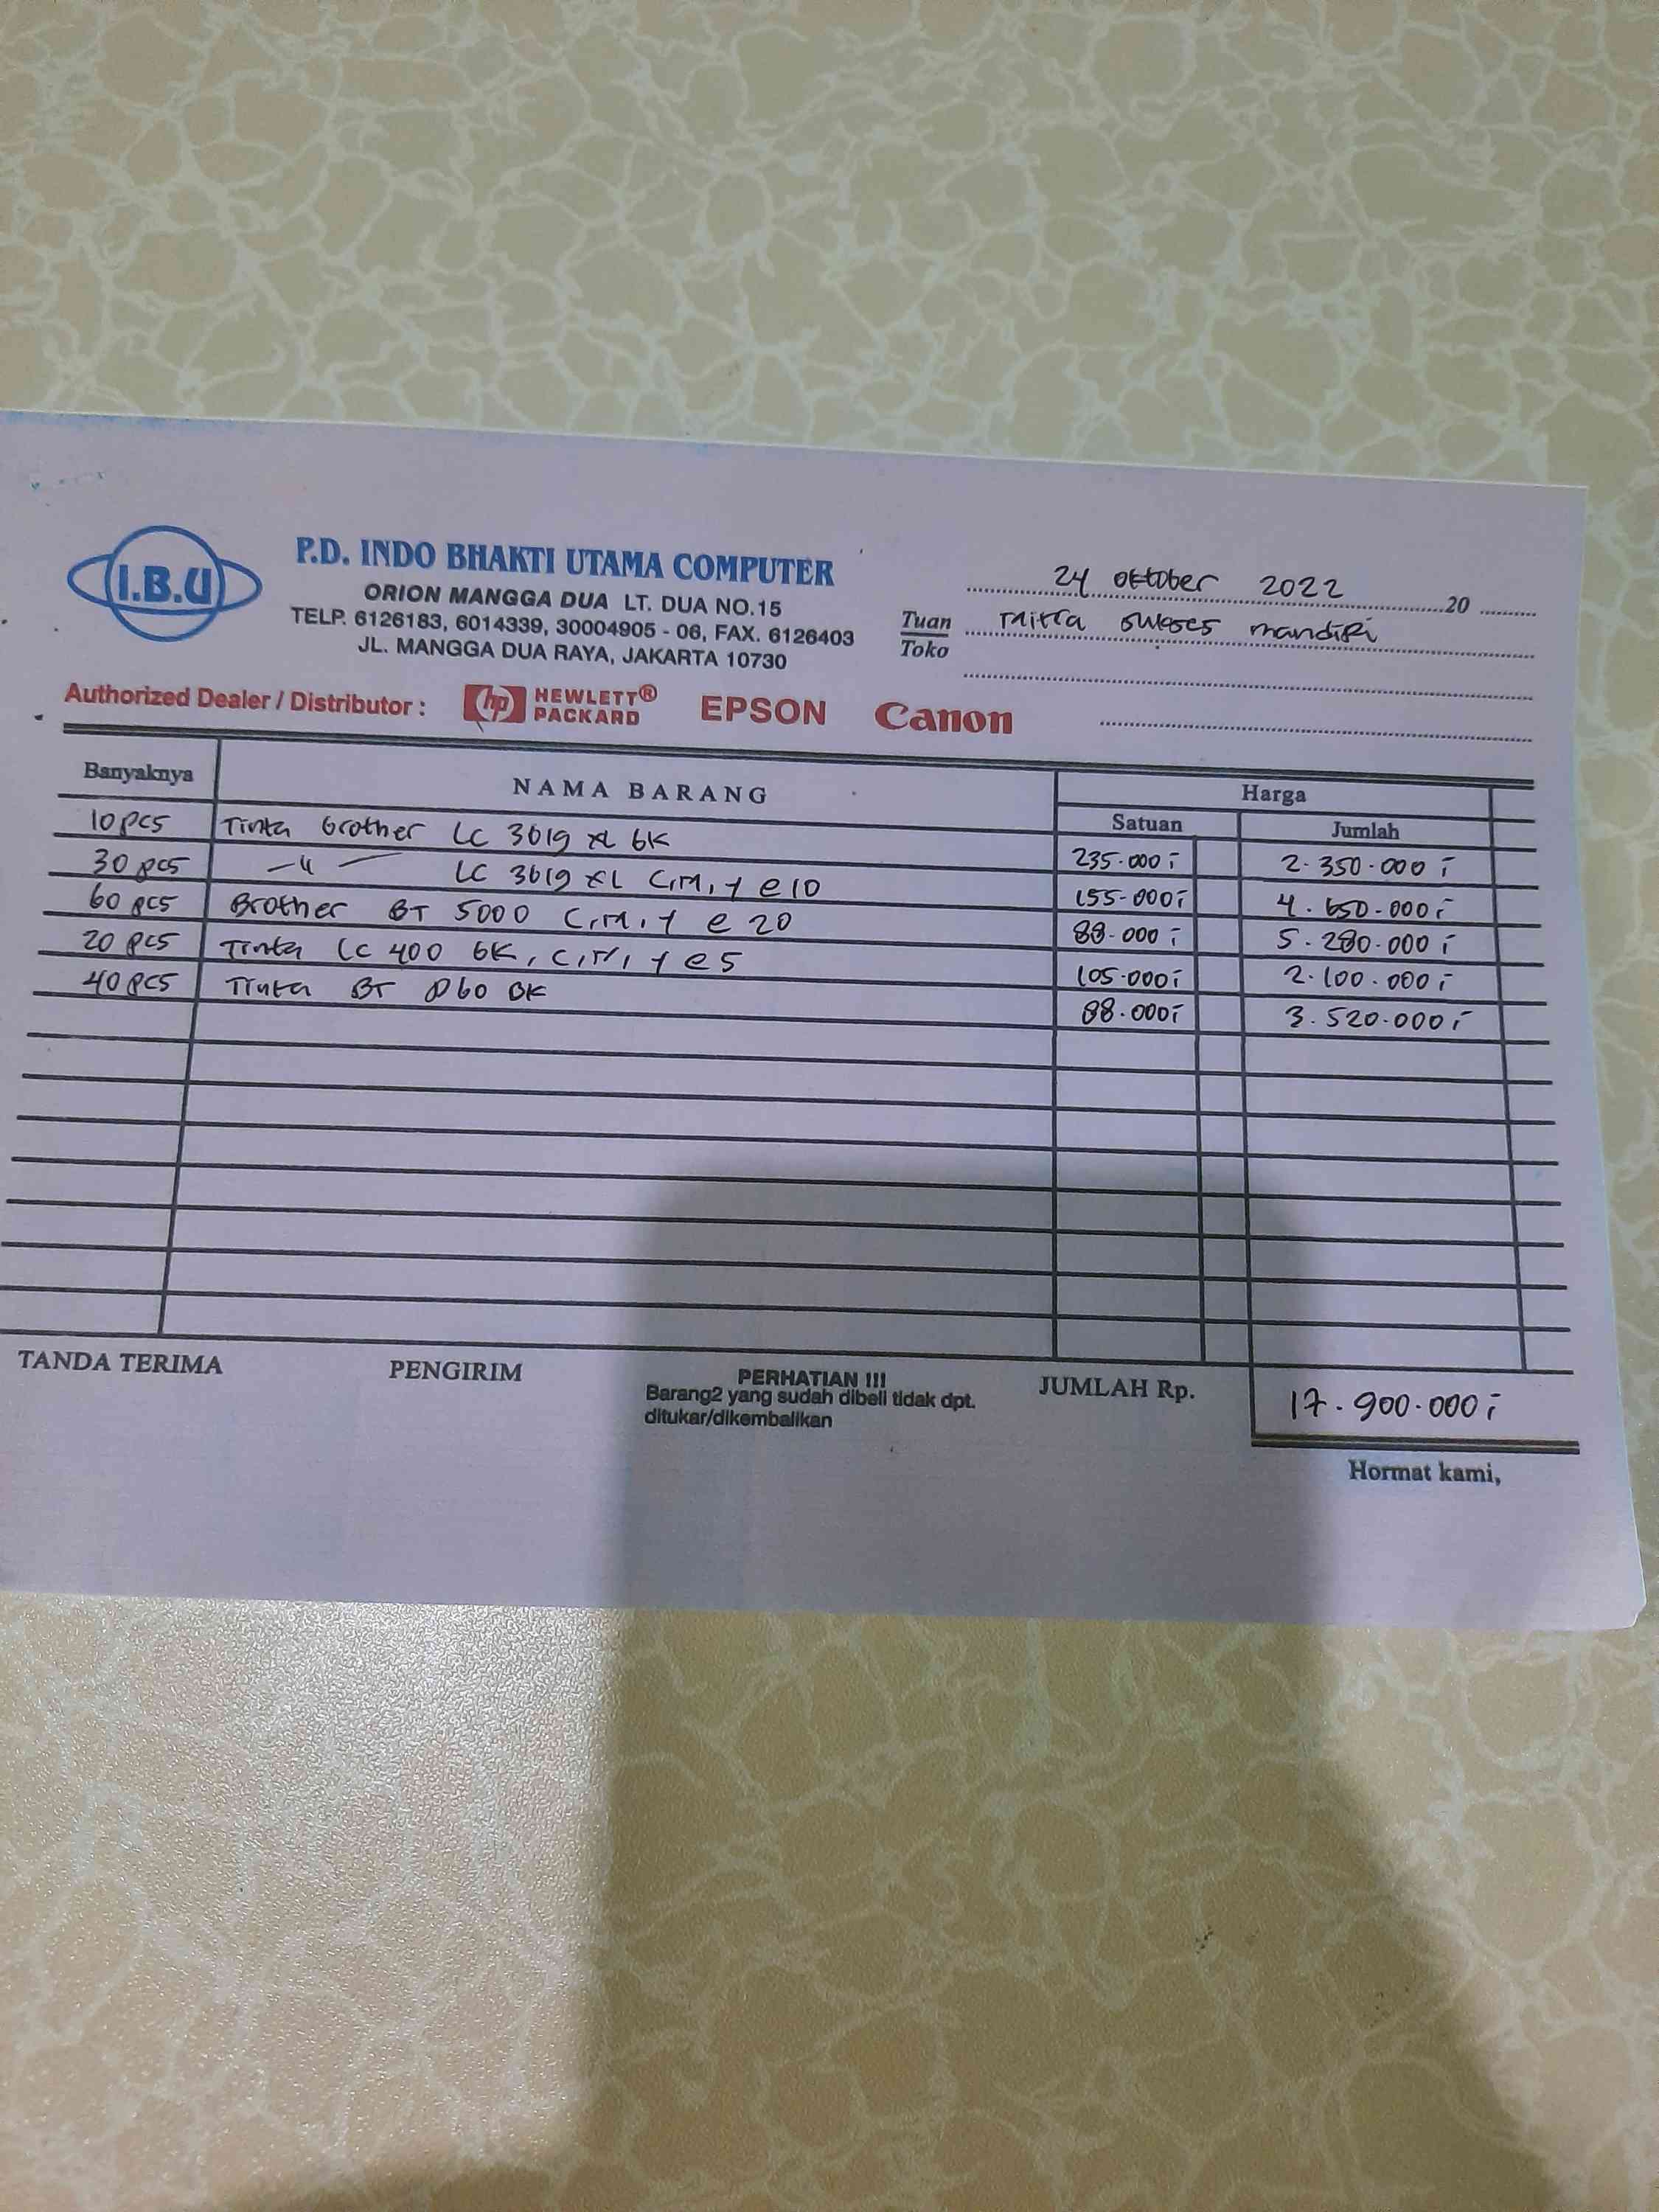 I.B.U
P.D. INDO BHAKTI UTAMA COMPUTER
ORION MANGGA DUA LT. DUA NO.15
TELP. 6126183, 6014339, 30004905 - 06, FAX. 6126403
JL. MANGGA DUA RAYA, JAKARTA 10730
24 oktober 2022 20
Tuan
Toko
mitra sukses mandiri
Authorized Dealer / Distributor : hp HEWLETT® PACKARD EPSON Canon
Banyaknya NAMA BARANG Harga
Satuan Jumlah
10 pcs Tinta Brother LC 3619 XL BK 235.000,- 2.350.000,-
30 pcs —〃— LC 3619 XL C,M,Y @ 10 155.000,- 4.650.000,-
60 pcs Brother BT 5000 C,M,Y @ 20 88.000,- 5.280.000,-
20 pcs Tinta LC 400 BK, C,M,Y @ 5 105.000,- 2.100.000,-
40 pcs Tinta BT D60 BK 88.000,- 3.520.000,-
TANDA TERIMA PENGIRIM PERHATIAN !!! JUMLAH Rp. 17.900.000,-
Barang2 yang sudah dibeli tidak dpt.
ditukar/dikembalikan
Hormat kami,